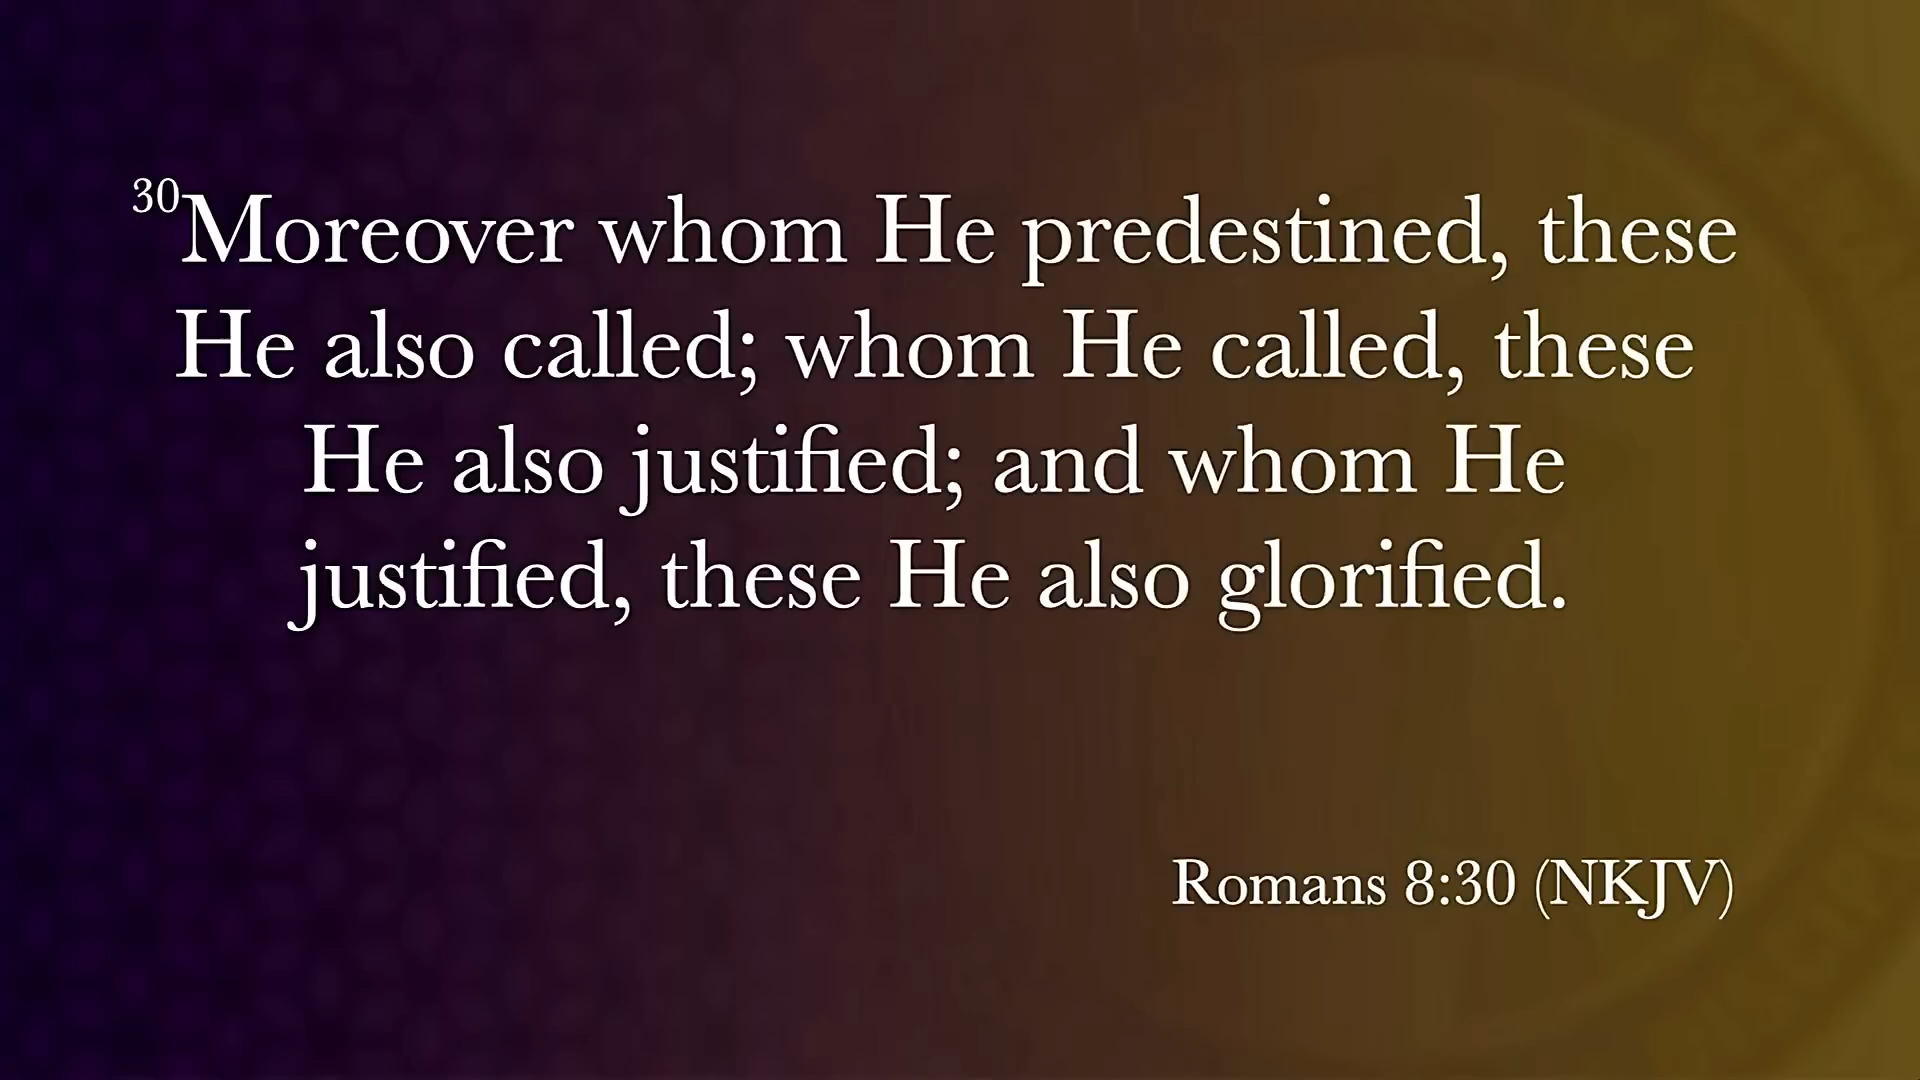 30Moreover whom He predestined, these
He also called; whom He called, these
He also justified; and whom He
justified, these He also glorified.
Romans 8:30 (NKJV)